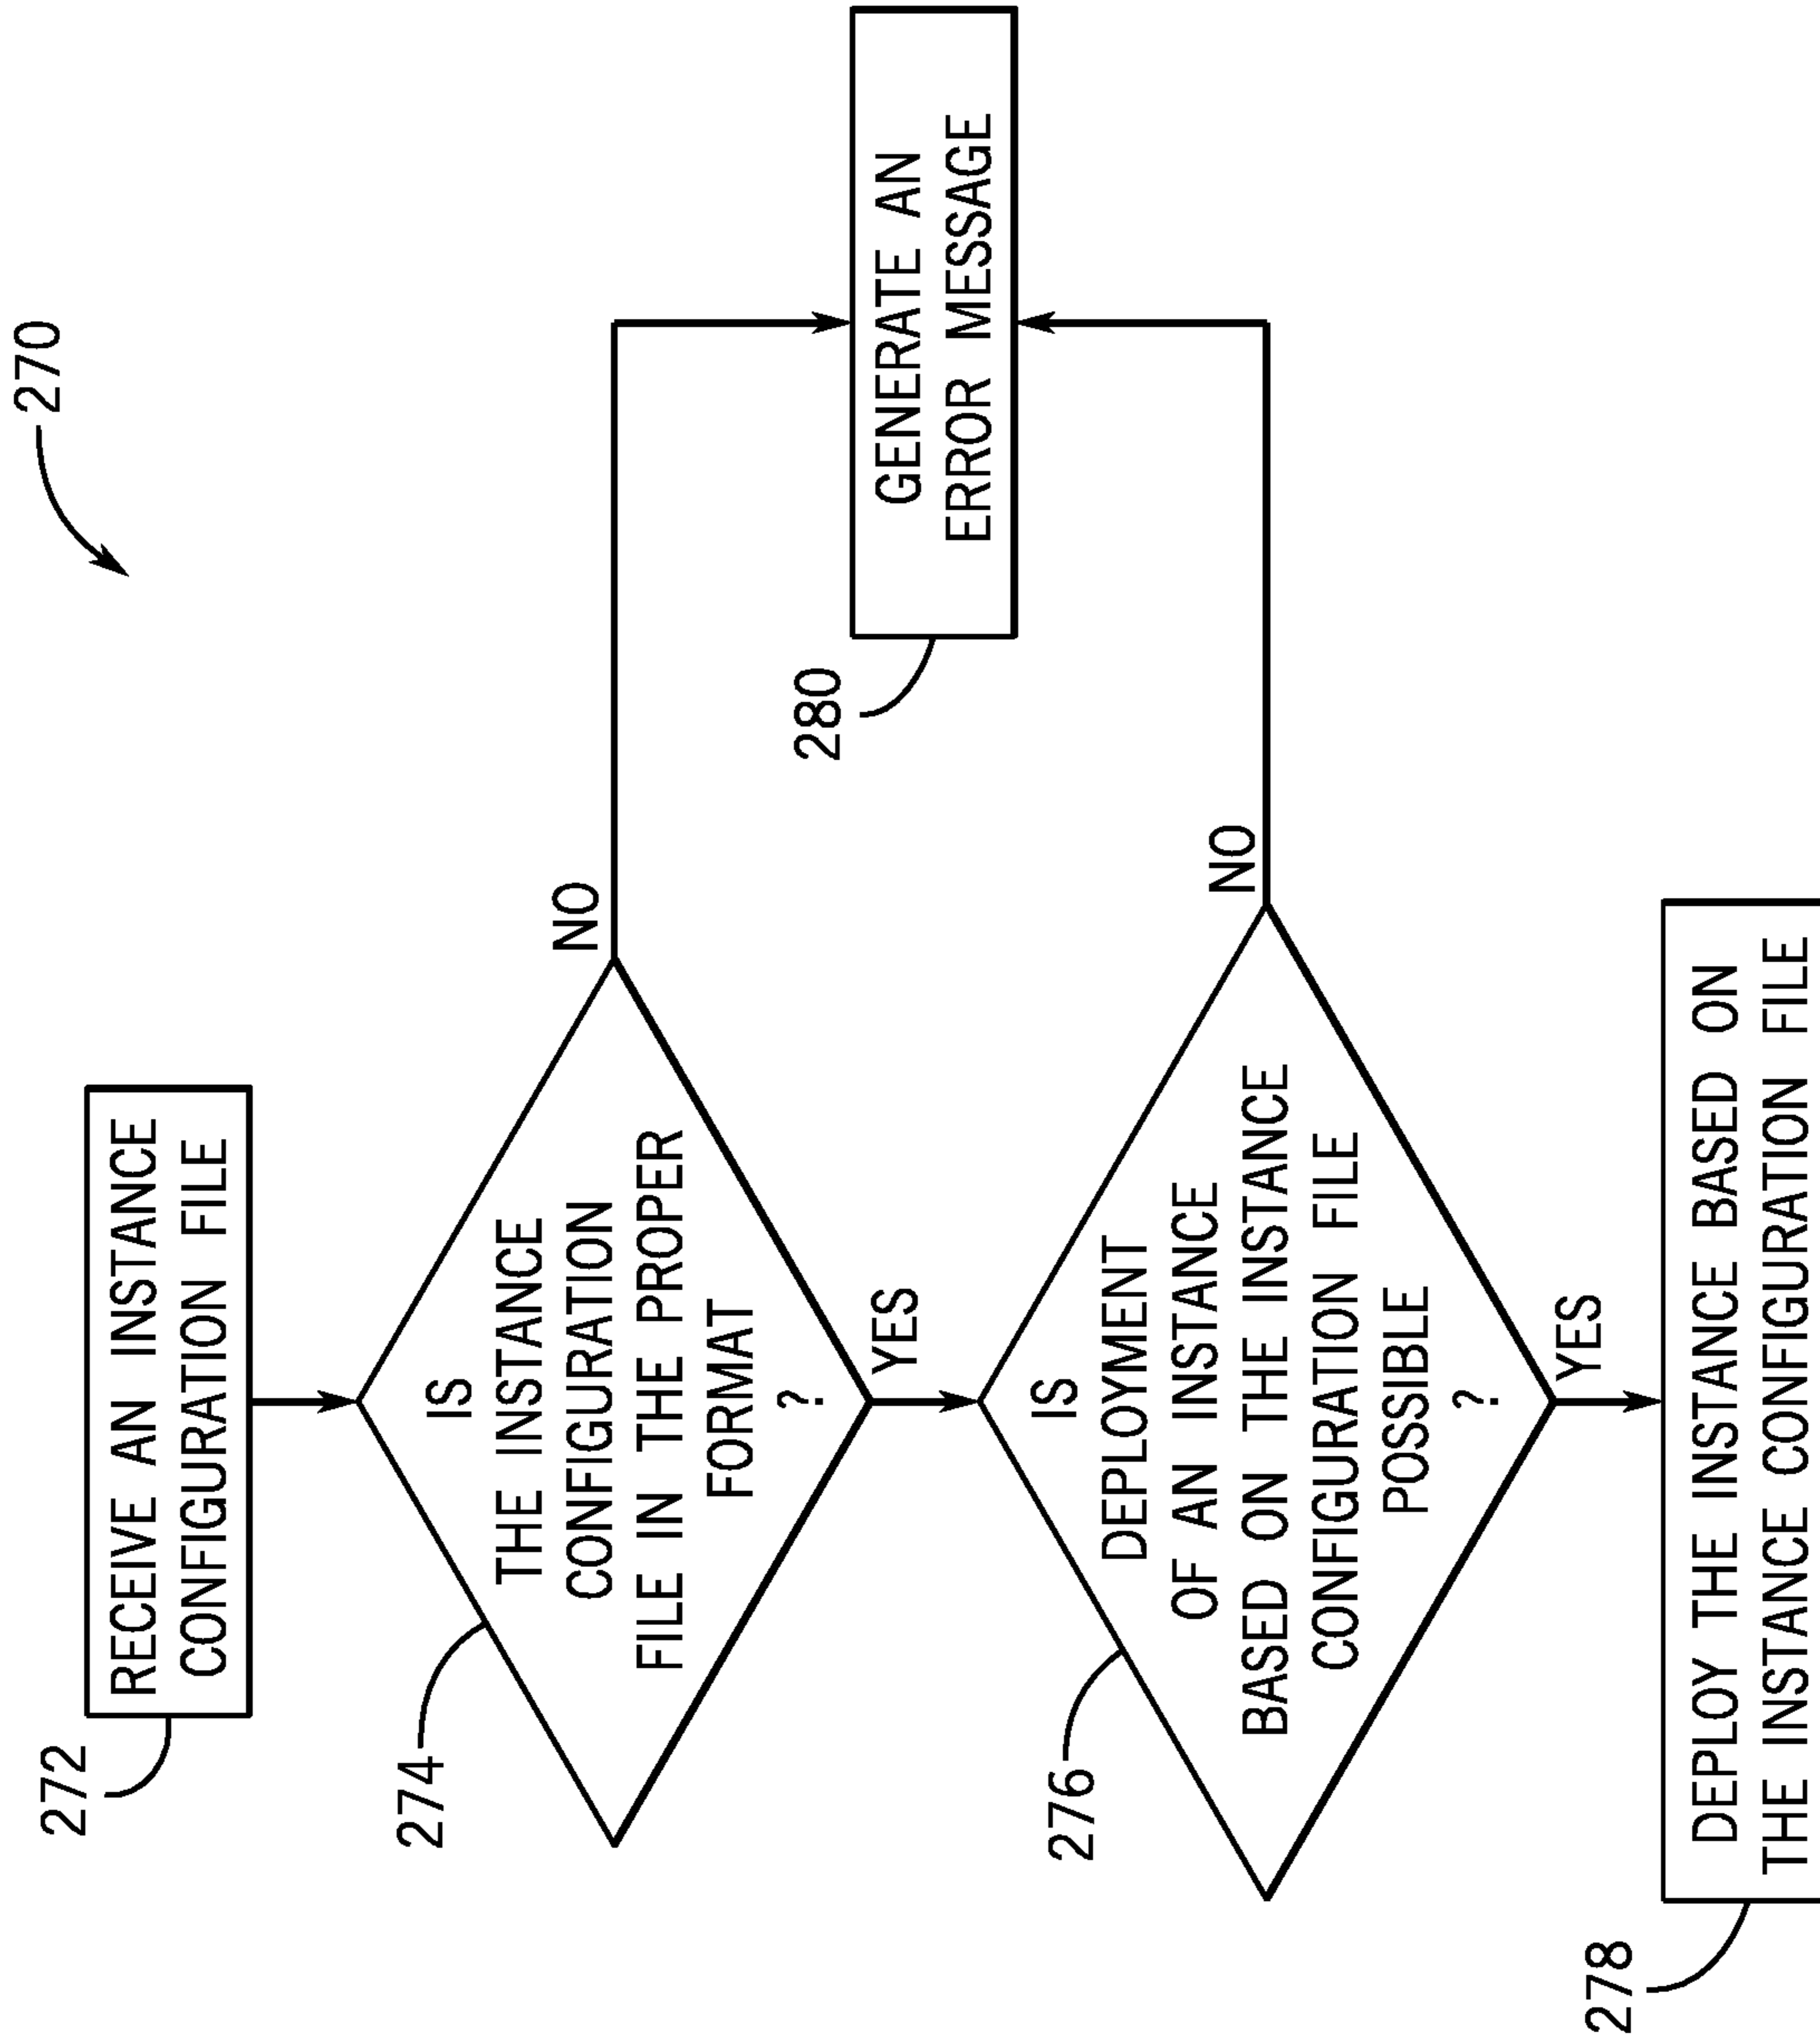 270
272
RECEIVE AN INSTANCE
CONFIGURATION FILE
274
IS
THE INSTANCE
CONFIGURATION
FILE IN THE PROPER
FORMAT
?
NO
YES
280
GENERATE AN
ERROR MESSAGE
276
IS
DEPLOYMENT
OF AN INSTANCE
BASED ON THE INSTANCE
CONFIGURATION FILE
POSSIBLE
?
NO
YES
278
DEPLOY THE INSTANCE BASED ON
THE INSTANCE CONFIGURATION FILE